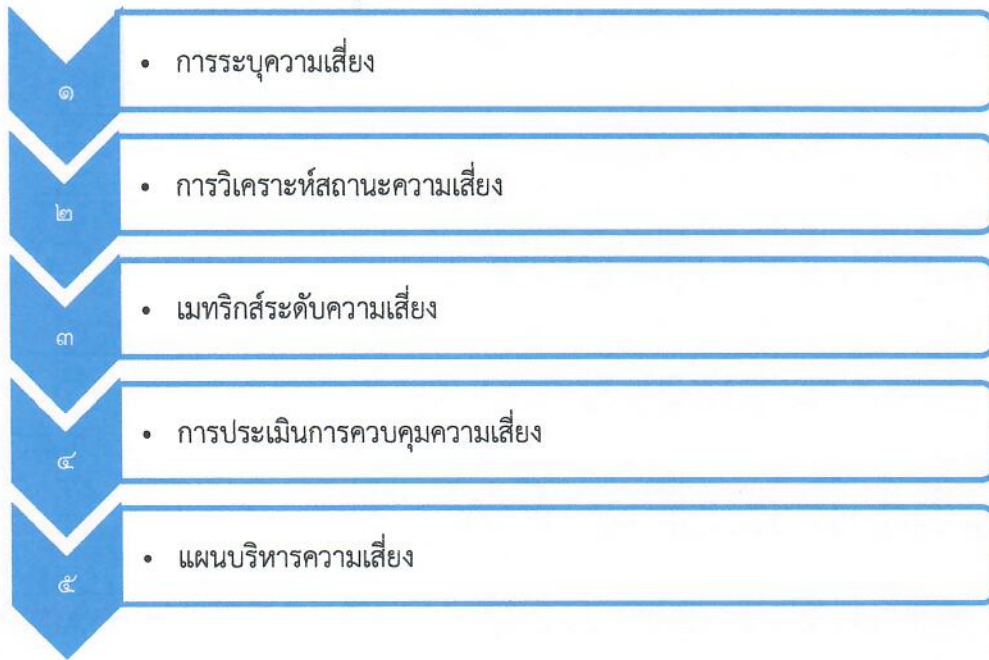 ๑
• การระบุความเสี่ยง
๒
• การวิเคราะห์สถานะความเสี่ยง
๓
• เมทริกส์ระดับความเสี่ยง
๔
• การประเมินการควบคุมความเสี่ยง
๕
• แผนบริหารความเสี่ยง